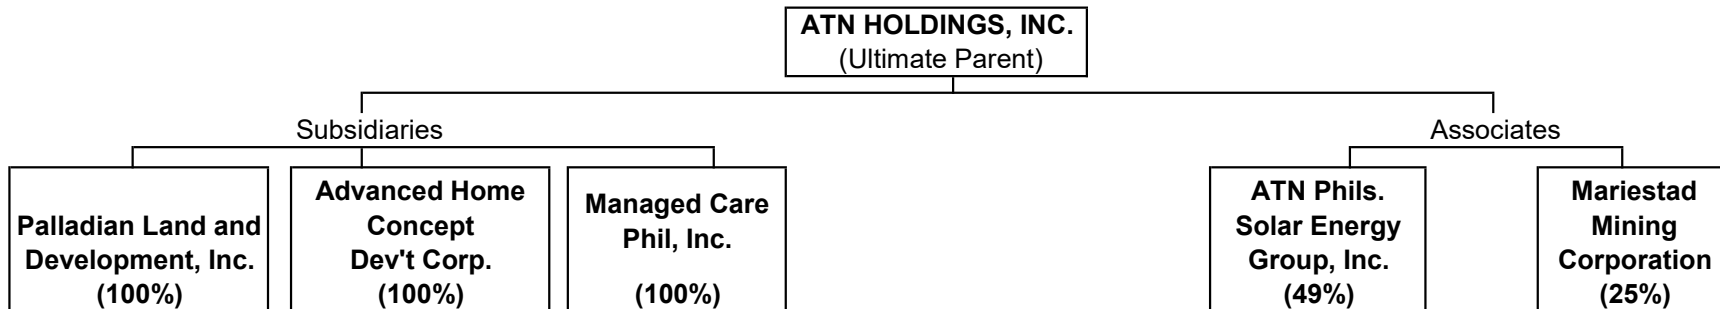 ATN HOLDINGS, INC.
(Ultimate Parent)
Subsidiaries
Associates
Palladian Land and
Development, Inc.
(100%)
Advanced Home
Concept
Dev't Corp.
(100%)
Managed Care
Phil, Inc.
(100%)
ATN Phils.
Solar Energy
Group, Inc.
(49%)
Mariestad
Mining
Corporation
(25%)